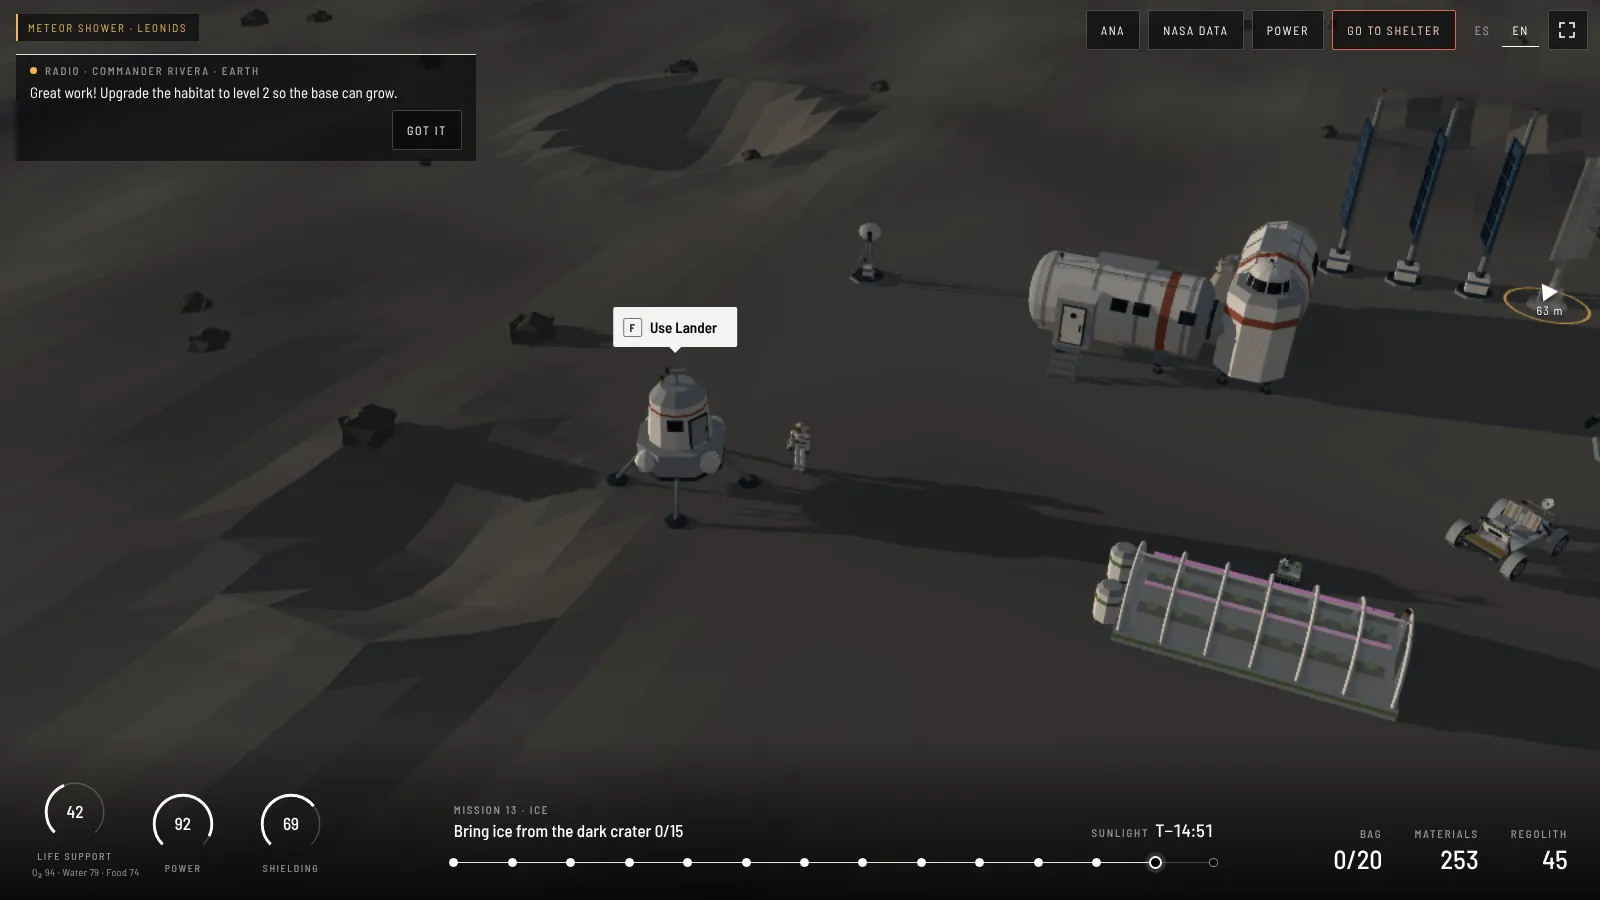 METEOR SHOWER · LEONIDS
ANA
NASA DATA
POWER
GO TO SHELTER
ES
EN
RADIO · COMMANDER RIVERA · EARTH
Great work! Upgrade the habitat to level 2 so the base can grow.
GOT IT
63 m
F Use Lander
42
LIFE SUPPORT
O₂ 94 · Water 79 · Food 74
92
POWER
69
SHIELDING
MISSION 13 · ICE
Bring ice from the dark crater 0/15
SUNLIGHT T–14:51
BAG
0/20
MATERIALS
253
REGOLITH
45